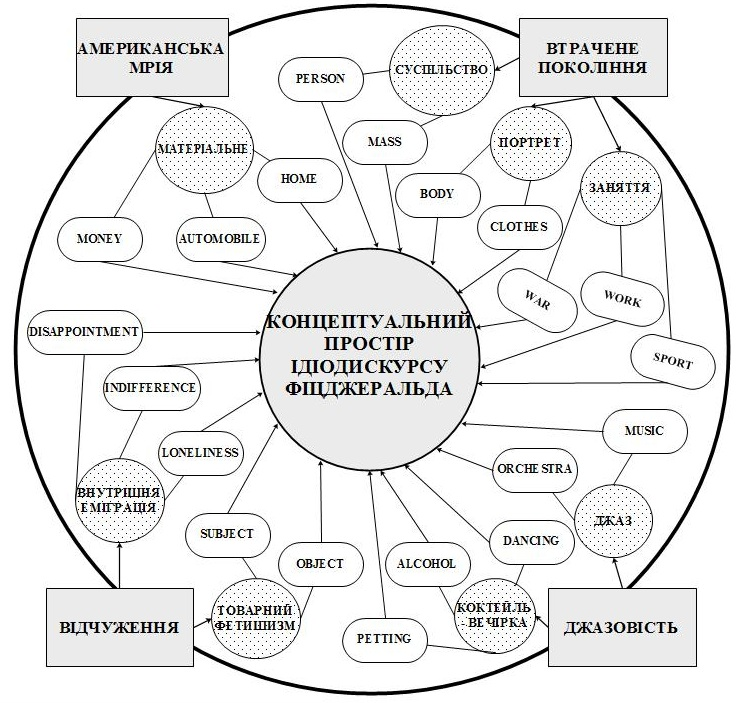 АМЕРИКАНСЬКА
МРІЯ
ВТРАЧЕНЕ
ПОКОЛІННЯ
PERSON
СУСПІЛЬСТВО
МАТЕРІАЛЬНЕ
MASS
ПОРТРЕТ
HOME
BODY
ЗАНЯТТЯ
MONEY
AUTOMOBILE
CLOTHES
WAR
WORK
DISAPPOINTMENT
КОНЦЕПТУАЛЬНИЙ
ПРОСТІР
ІДІОДИСКУРСУ
ФІЦДЖЕРАЛЬДА
SPORT
INDIFFERENCE
MUSIC
LONELINESS
ORCHESTRA
ВНУТРІШНЯ
ЕМІГРАЦІЯ
ДЖАЗ
SUBJECT
DANCING
OBJECT
ALCOHOL
ВІДЧУЖЕННЯ
ТОВАРНИЙ
ФЕТИШИЗМ
PETTING
КОКТЕЙЛЬ
- ВЕЧІРКА
ДЖАЗОВІСТЬ